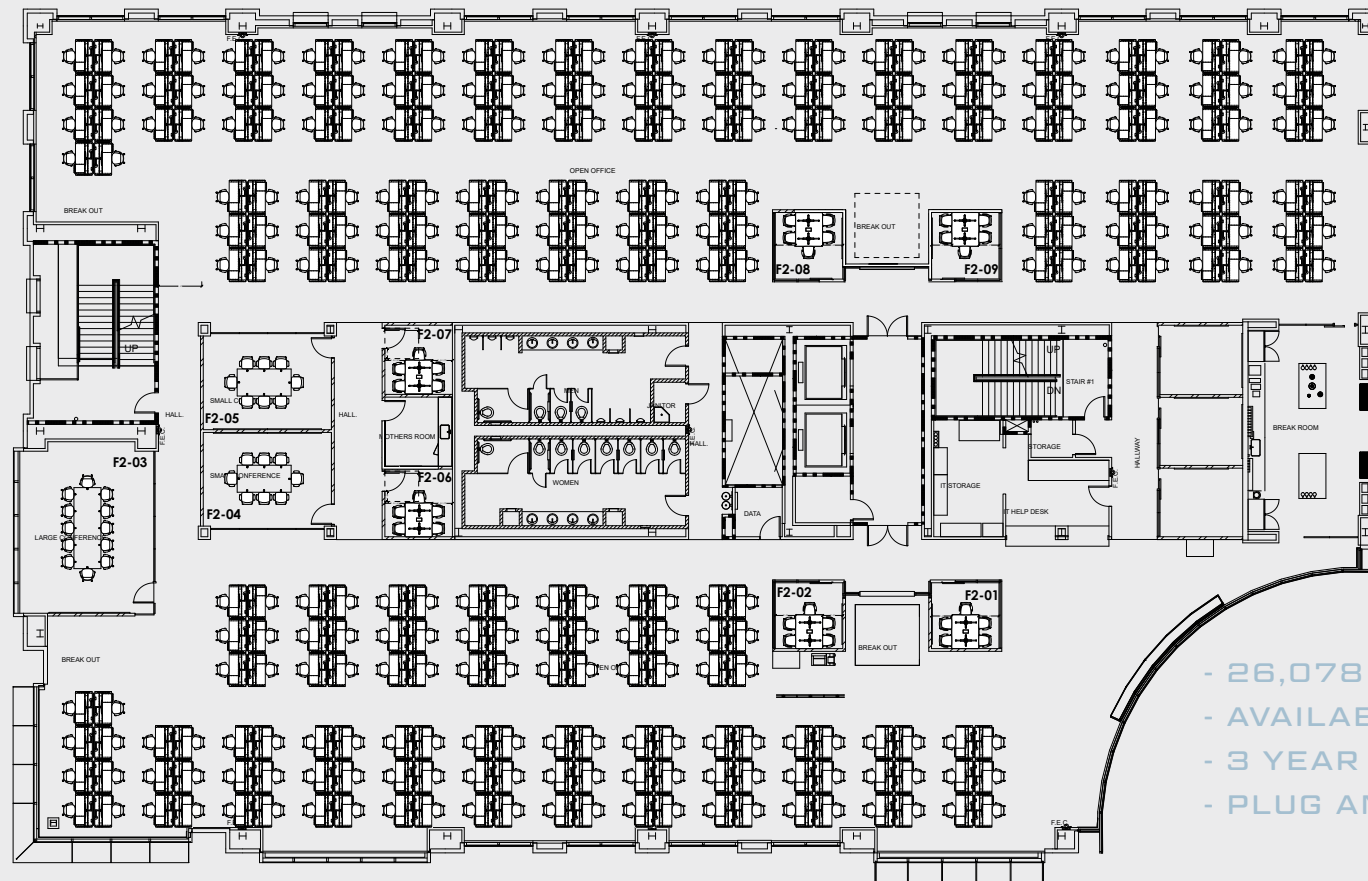 F.E.C.
F.E.C.
F.E.C.
OPEN OFFICE
BREAK OUT
BREAK OUT
F2-08
F2-09
UP
F2-07
UP
STAIR #1
DN
MEN
SMALL C
F2-05
HALL.
HALL.
F.E.C.
MOTHERS ROOM
F.E.C.
HALL.
STORAGE
HALLWAY
BREAK ROOM
F2-03
SMALL CONFERENCE
F2-06
WOMEN
IT STORAGE
F.E.C.
F2-04
DATA
IT HELP DESK
LARGE CONFERENCE
F2-02
F2-01
BREAK OUT
BREAK OUT
- 26,078
- AVAILAB
- 3 YEAR
- PLUG AN
F.E.C.
F.E.C.